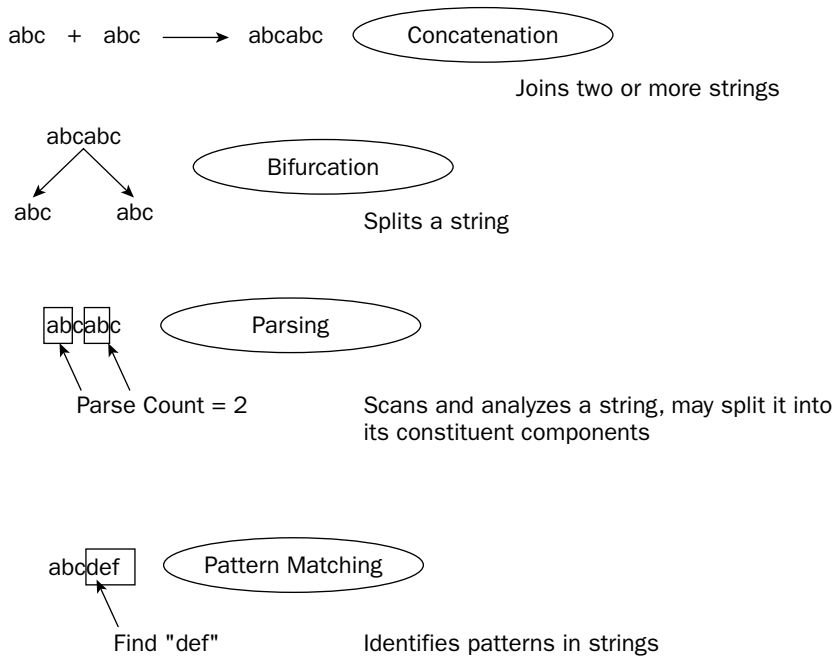 abc + abc abcabc Concatenation
Joins two or more strings
abcabc
Bifurcation
abc abc
Splits a string
abcabc Parsing
Parse Count = 2
Scans and analyzes a string, may split it into
its constituent components
abcdef Pattern Matching
Find "def" Identifies patterns in strings